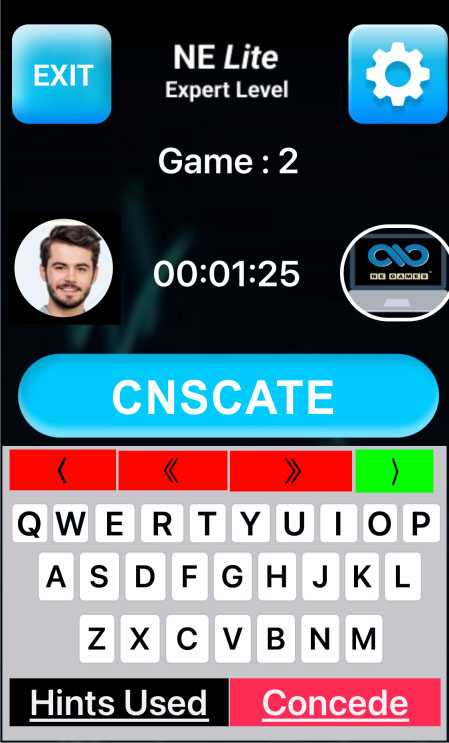 EXIT
NE Lite
Expert Level
Game : 2
00:01:25
NE GAMES
CNSCATE
< « » >
Q W E R T Y U I O P
A S D F G H J K L
Z X C V B N M
Hints Used Concede